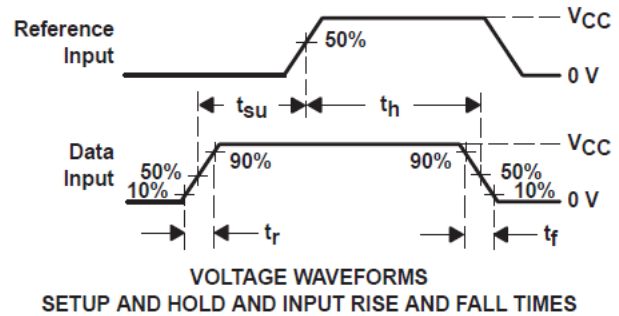 Reference
Input
VCC
50%
0 V
tsu
th
Data
Input
VCC
50%
90%
90%
50%
10%
10%
0 V
tr
tf
VOLTAGE WAVEFORMS
SETUP AND HOLD AND INPUT RISE AND FALL TIMES